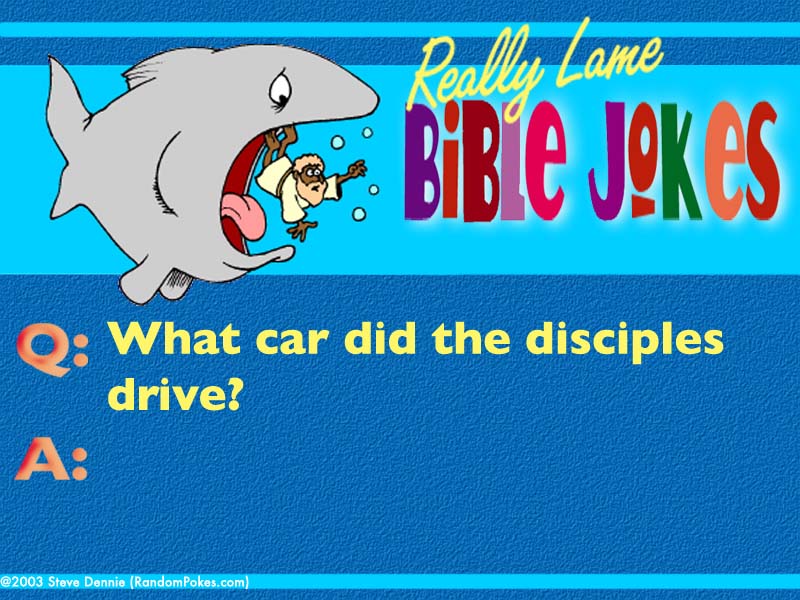 Really Lame
BiBLE JoKeS
Q: What car did the disciples
drive?
A:
©2003 Steve Dennie (RandomPokes.com)